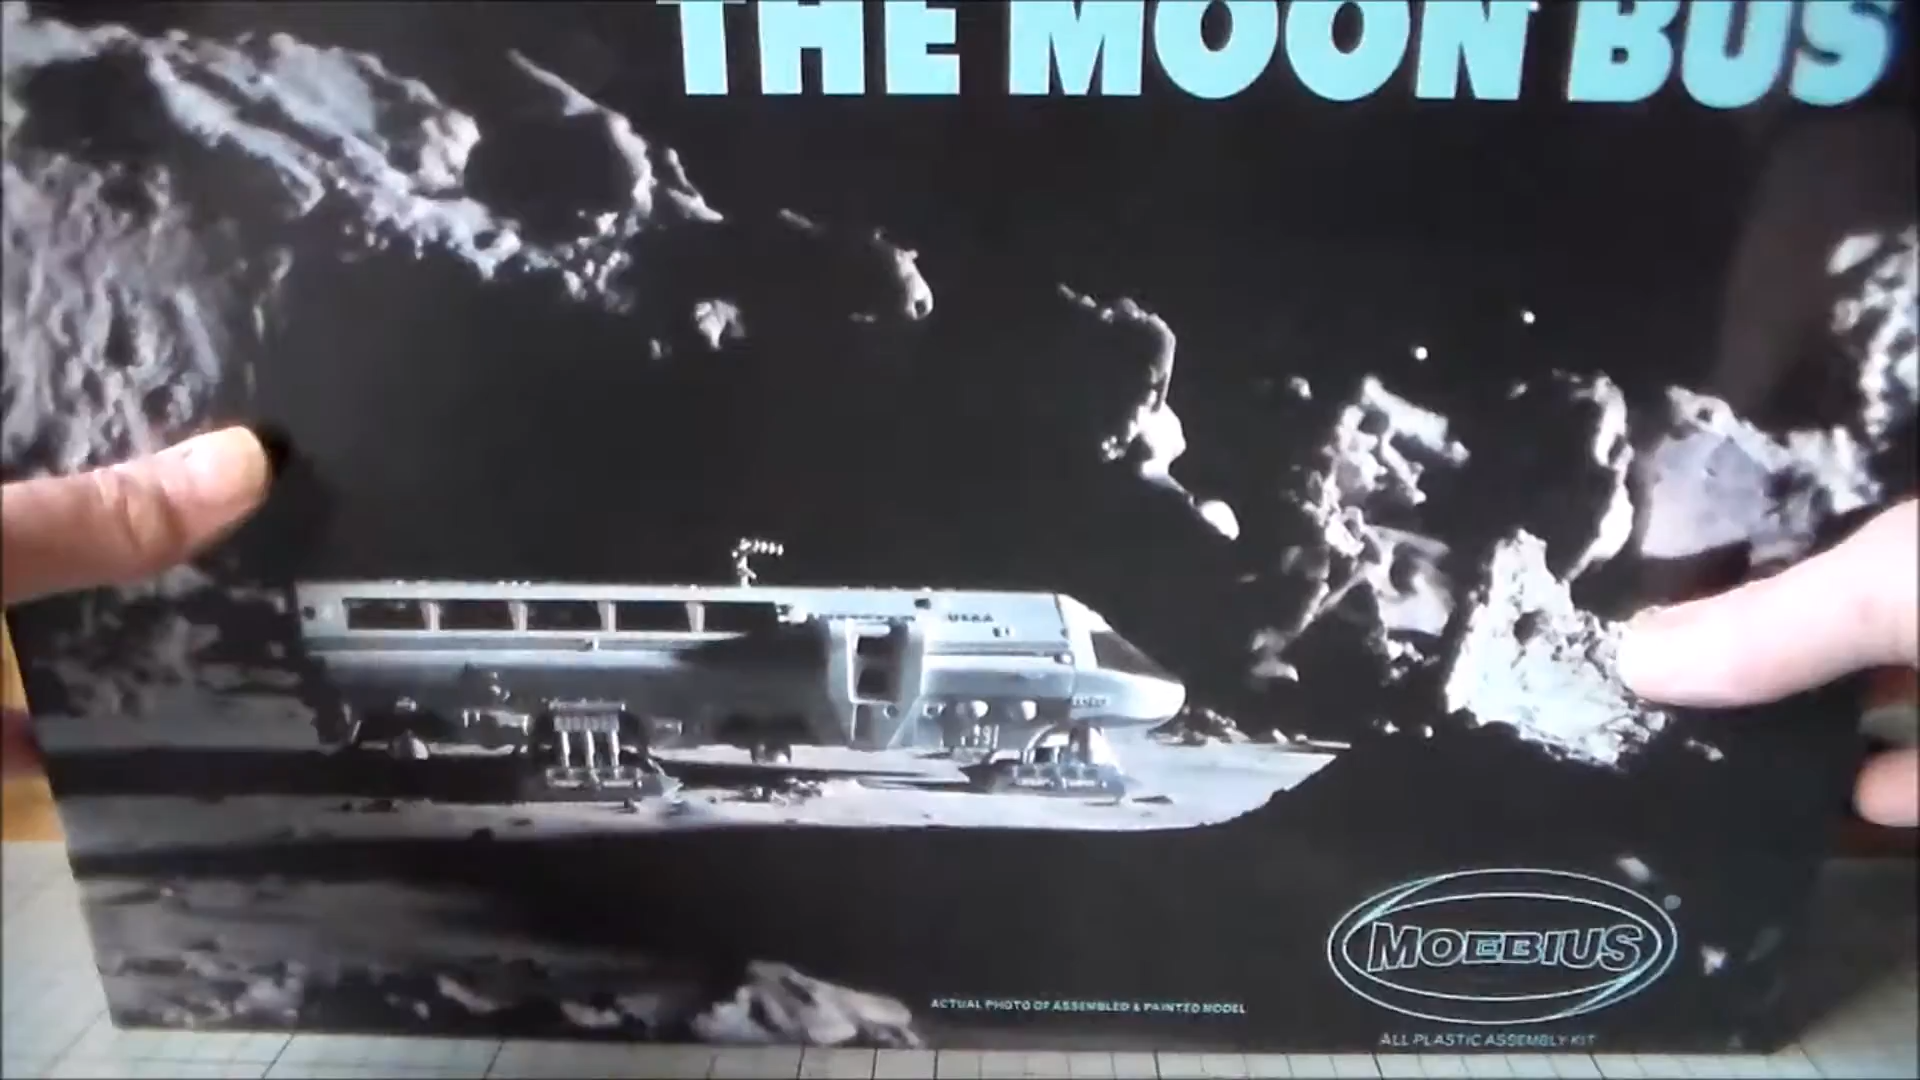 THE MOON BUS
MOEBIUS
®
ACTUAL PHOTO OF ASSEMBLED & PAINTED MODEL
ALL PLASTIC ASSEMBLY KIT